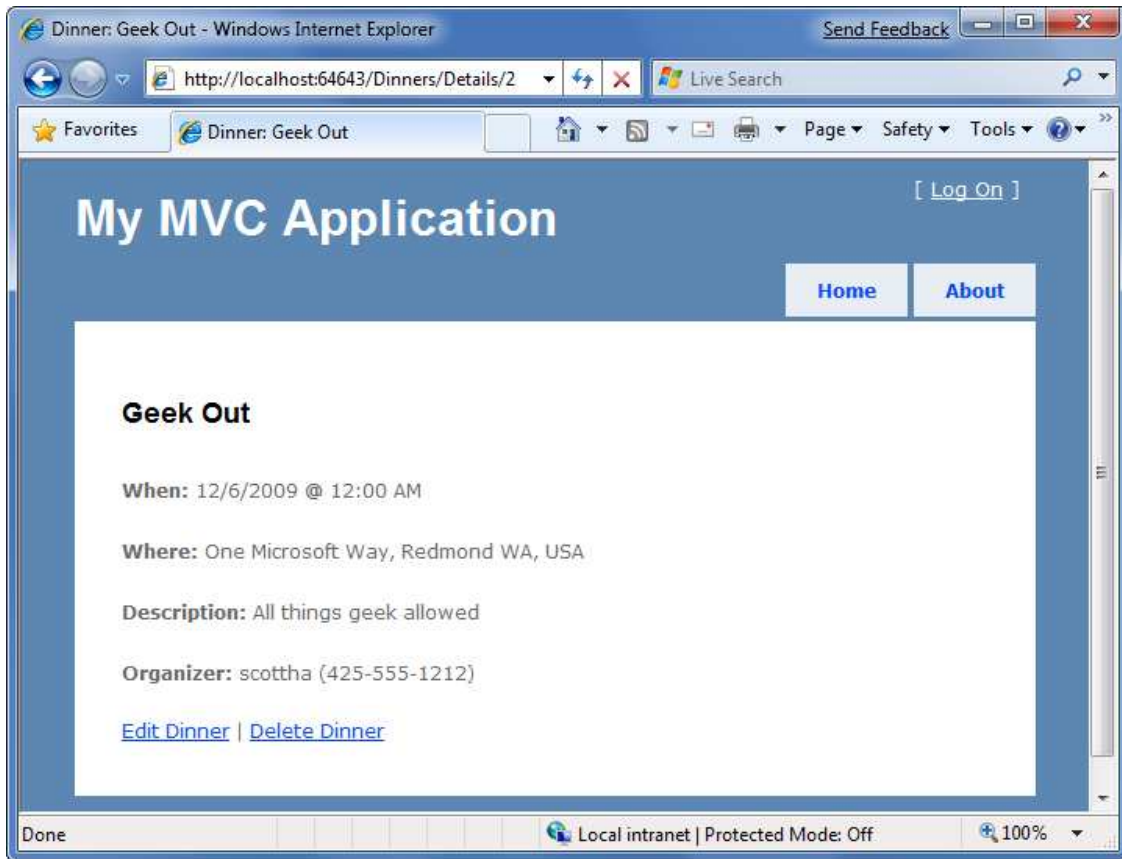 Dinner: Geek Out - Windows Internet Explorer
Send Feedback
http://localhost:64643/Dinners/Details/2
Live Search
Favorites
Dinner: Geek Out
Page
Safety
Tools
[ Log On ]
My MVC Application
Home
About
Geek Out
When: 12/6/2009 @ 12:00 AM
Where: One Microsoft Way, Redmond WA, USA
Description: All things geek allowed
Organizer: scottha (425-555-1212)
Edit Dinner | Delete Dinner
Done
Local intranet | Protected Mode: Off
100%